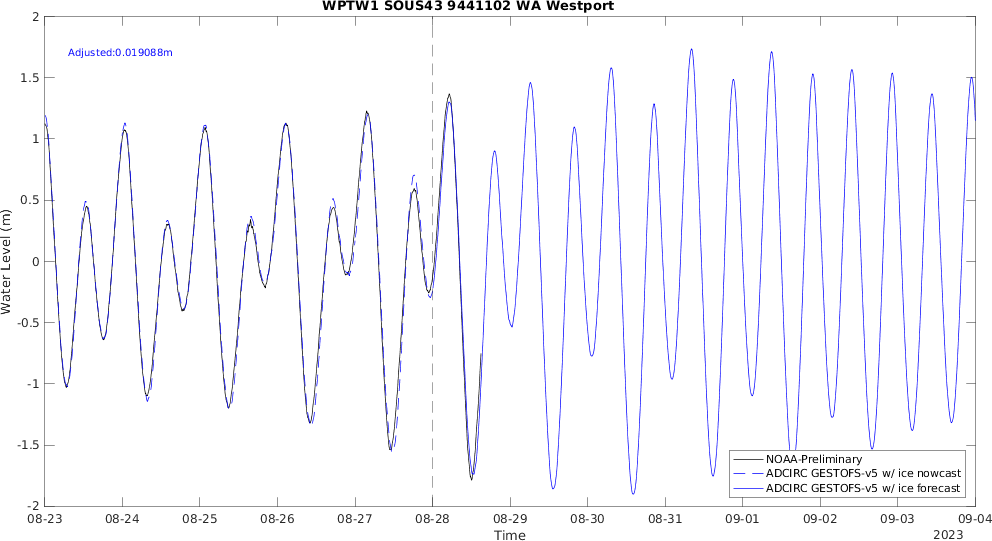 WPTW1 SOUS43 9441102 WA Westport
Adjusted:0.019088m
Water Level (m)
2
1.5
1
0.5
0
-0.5
-1
-1.5
-2
NOAA-Preliminary
ADCIRC GESTOFS-v5 w/ ice nowcast
ADCIRC GESTOFS-v5 w/ ice forecast
08-23 08-24 08-25 08-26 08-27 08-28 08-29 08-30 08-31 09-01 09-02 09-03 09-04
Time
2023